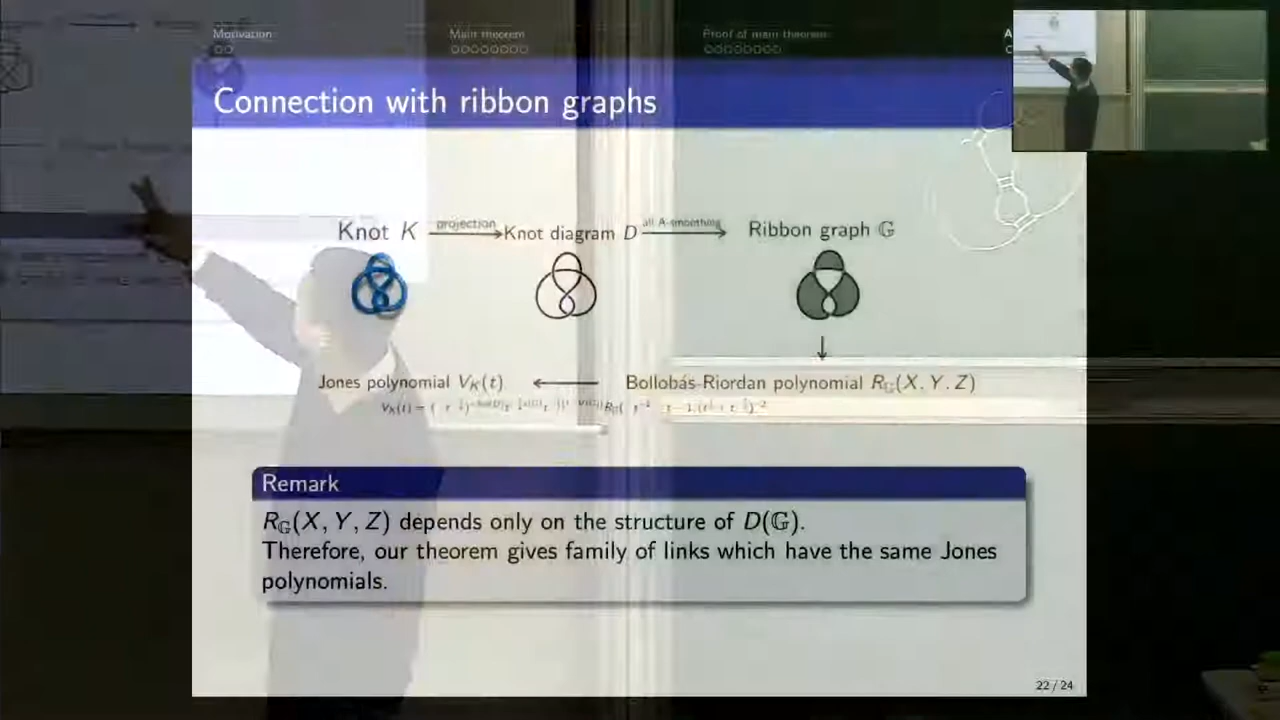 Motivation
Main theorem
Proof of main theorem
A
Connection with ribbon graphs
Knot K projection Knot diagram D all A-smoothing Ribbon graph 𝔾
Jones polynomial V_K(t) Bollobás-Riordan polynomial R_𝔾(X, Y, Z)
Remark
R_𝔾(X, Y, Z) depends only on the structure of D(𝔾).
Therefore, our theorem gives family of links which have the same Jones
polynomials.
22 / 24